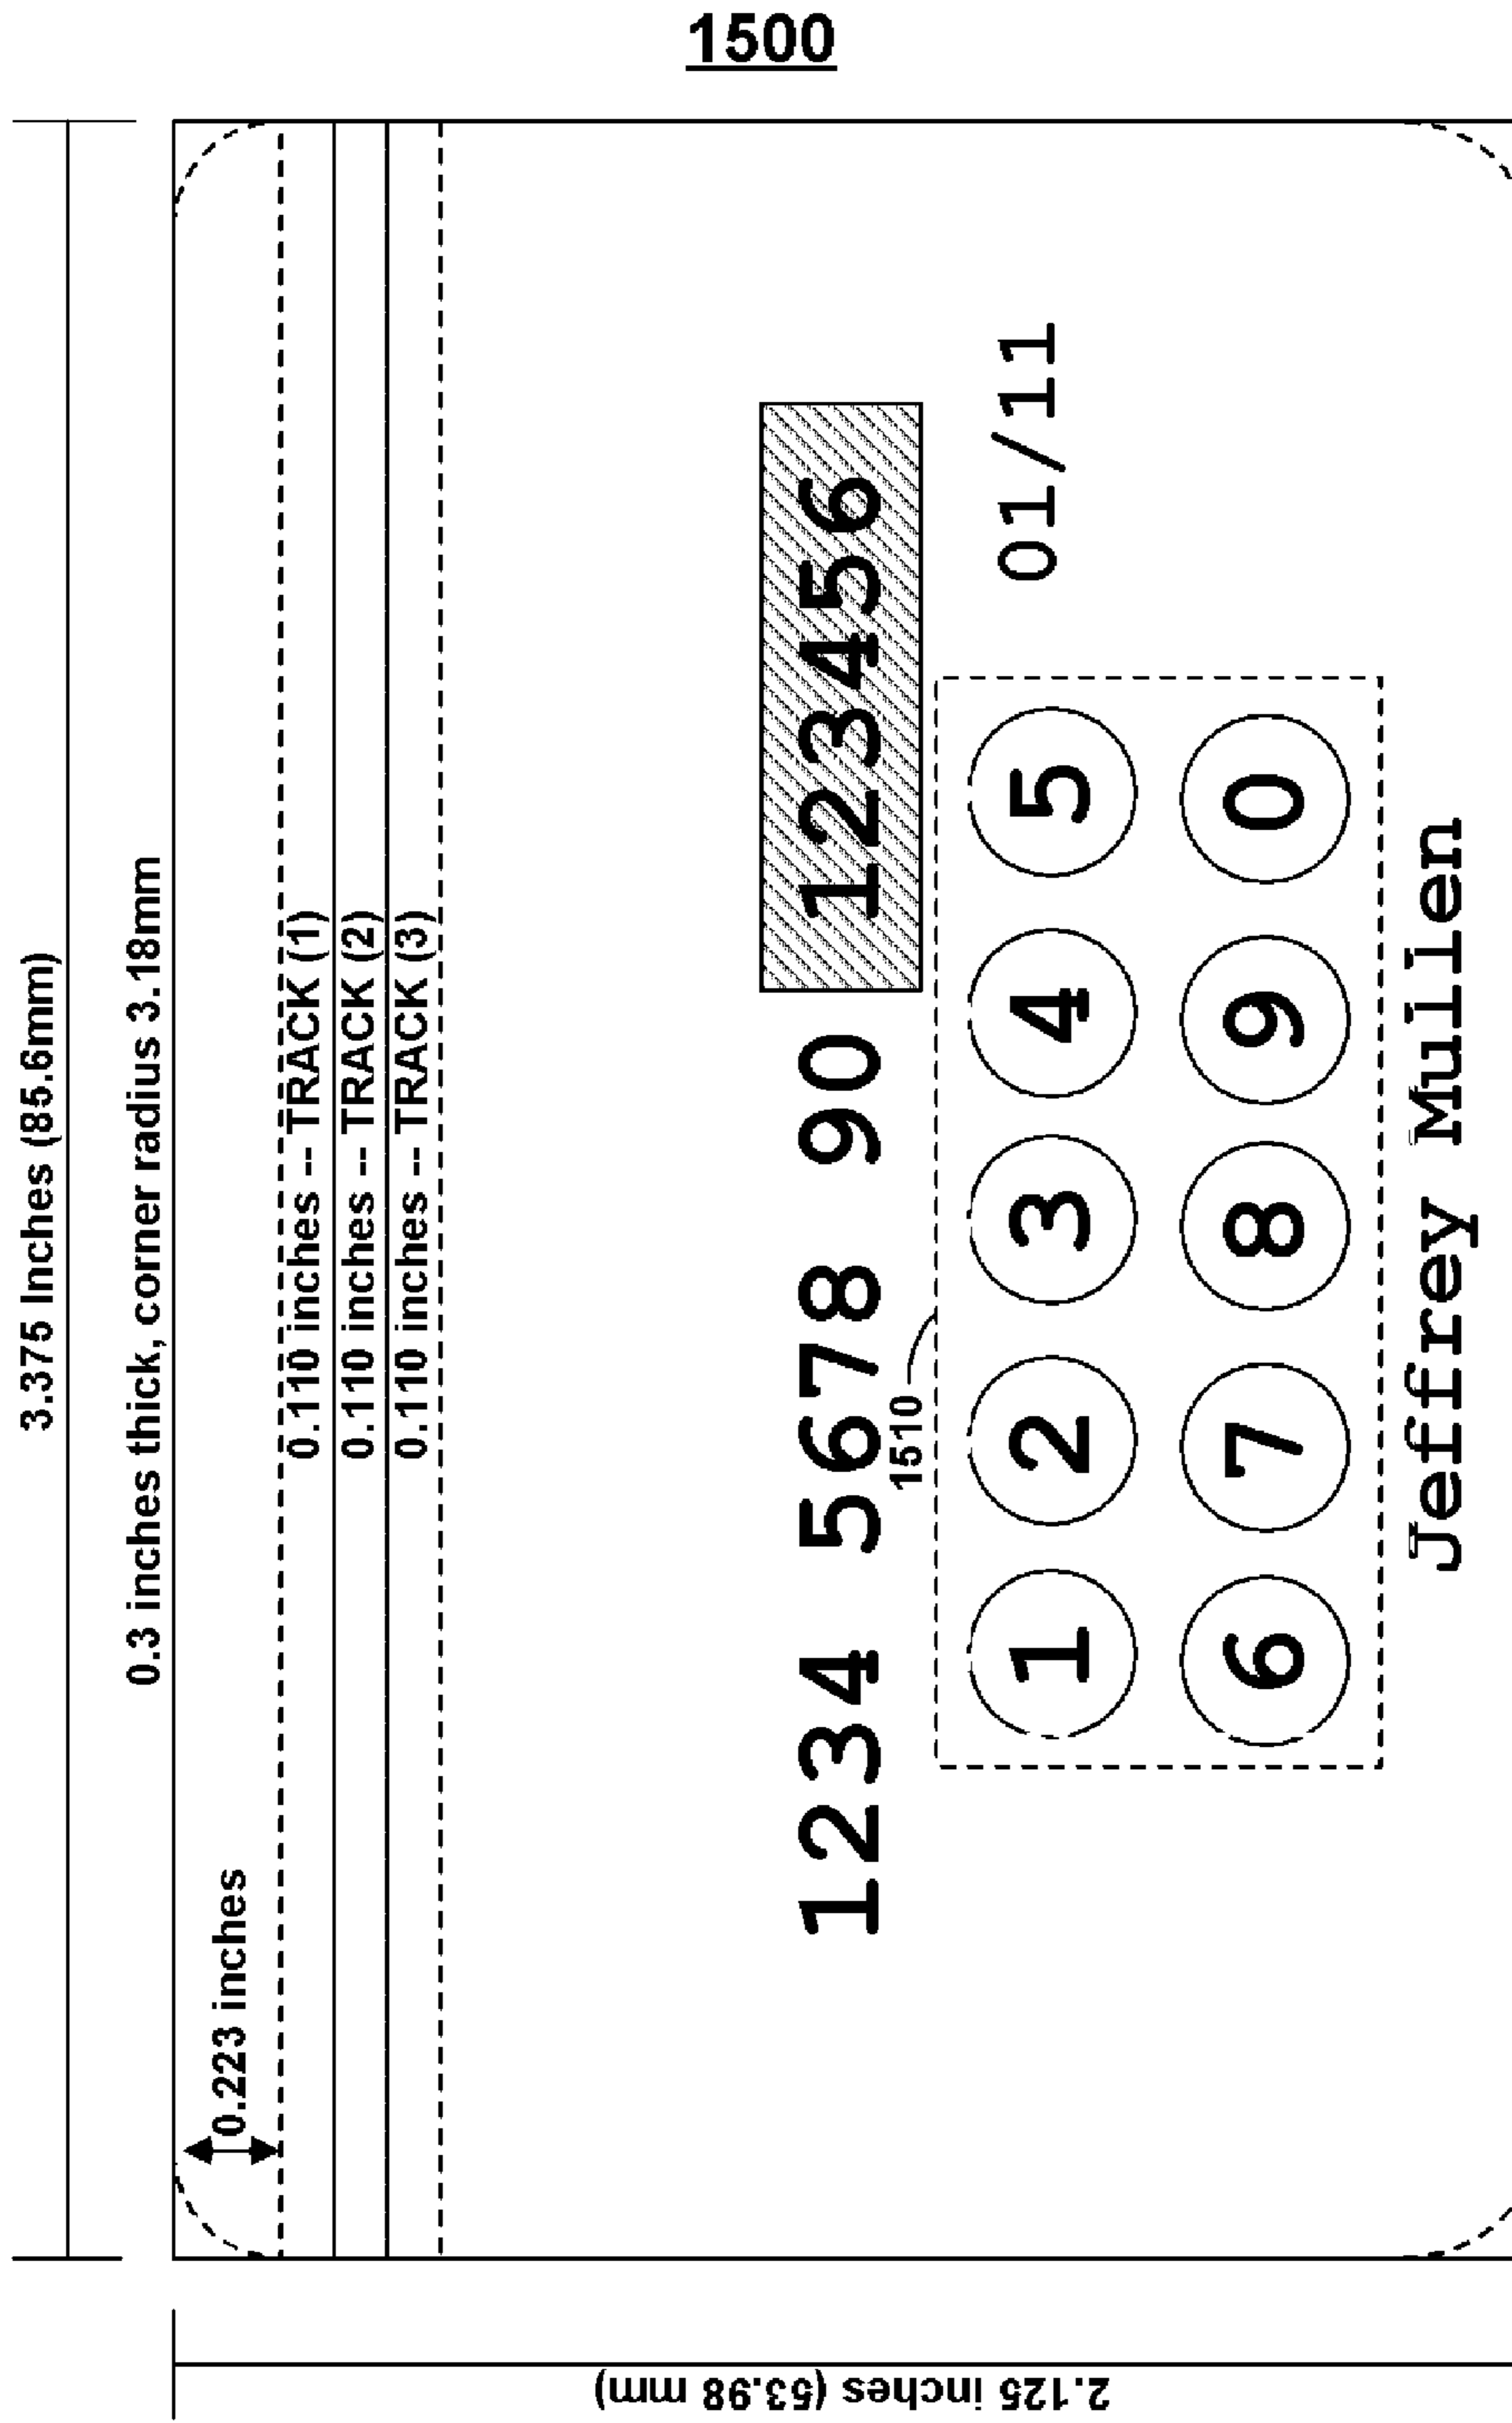 1500
3.375 Inches (85.6mm)
0.3 inches thick, corner radius 3.18mm
0.223 inches
0.110 inches -- TRACK (1)
0.110 inches -- TRACK (2)
0.110 inches -- TRACK (3)
2.125 inches (53.98 mm)
1234 5678 90 123456
1510
01/11
1 2 3 4 5
6 7 8 9 0
Jeffrey Mullen